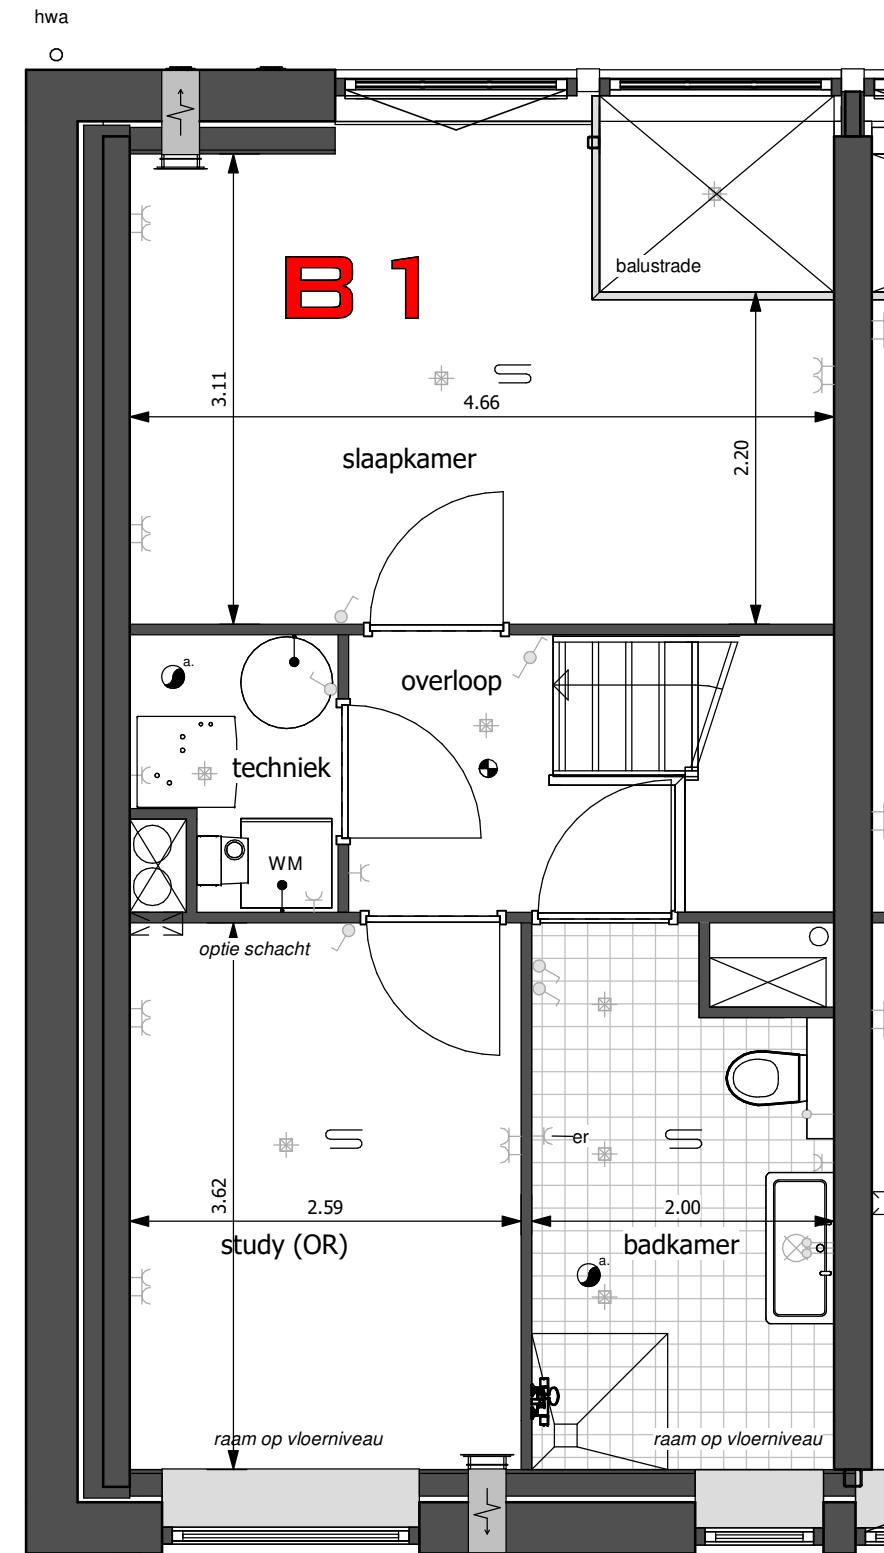 hwa
B 1
balustrade
3.11
4.66
2.20
slaapkamer
a.
overloop
techniek
WM
optie schacht
er
3.62
2.59
2.00
study (OR)
badkamer
a.
raam op vloerniveau
raam op vloerniveau